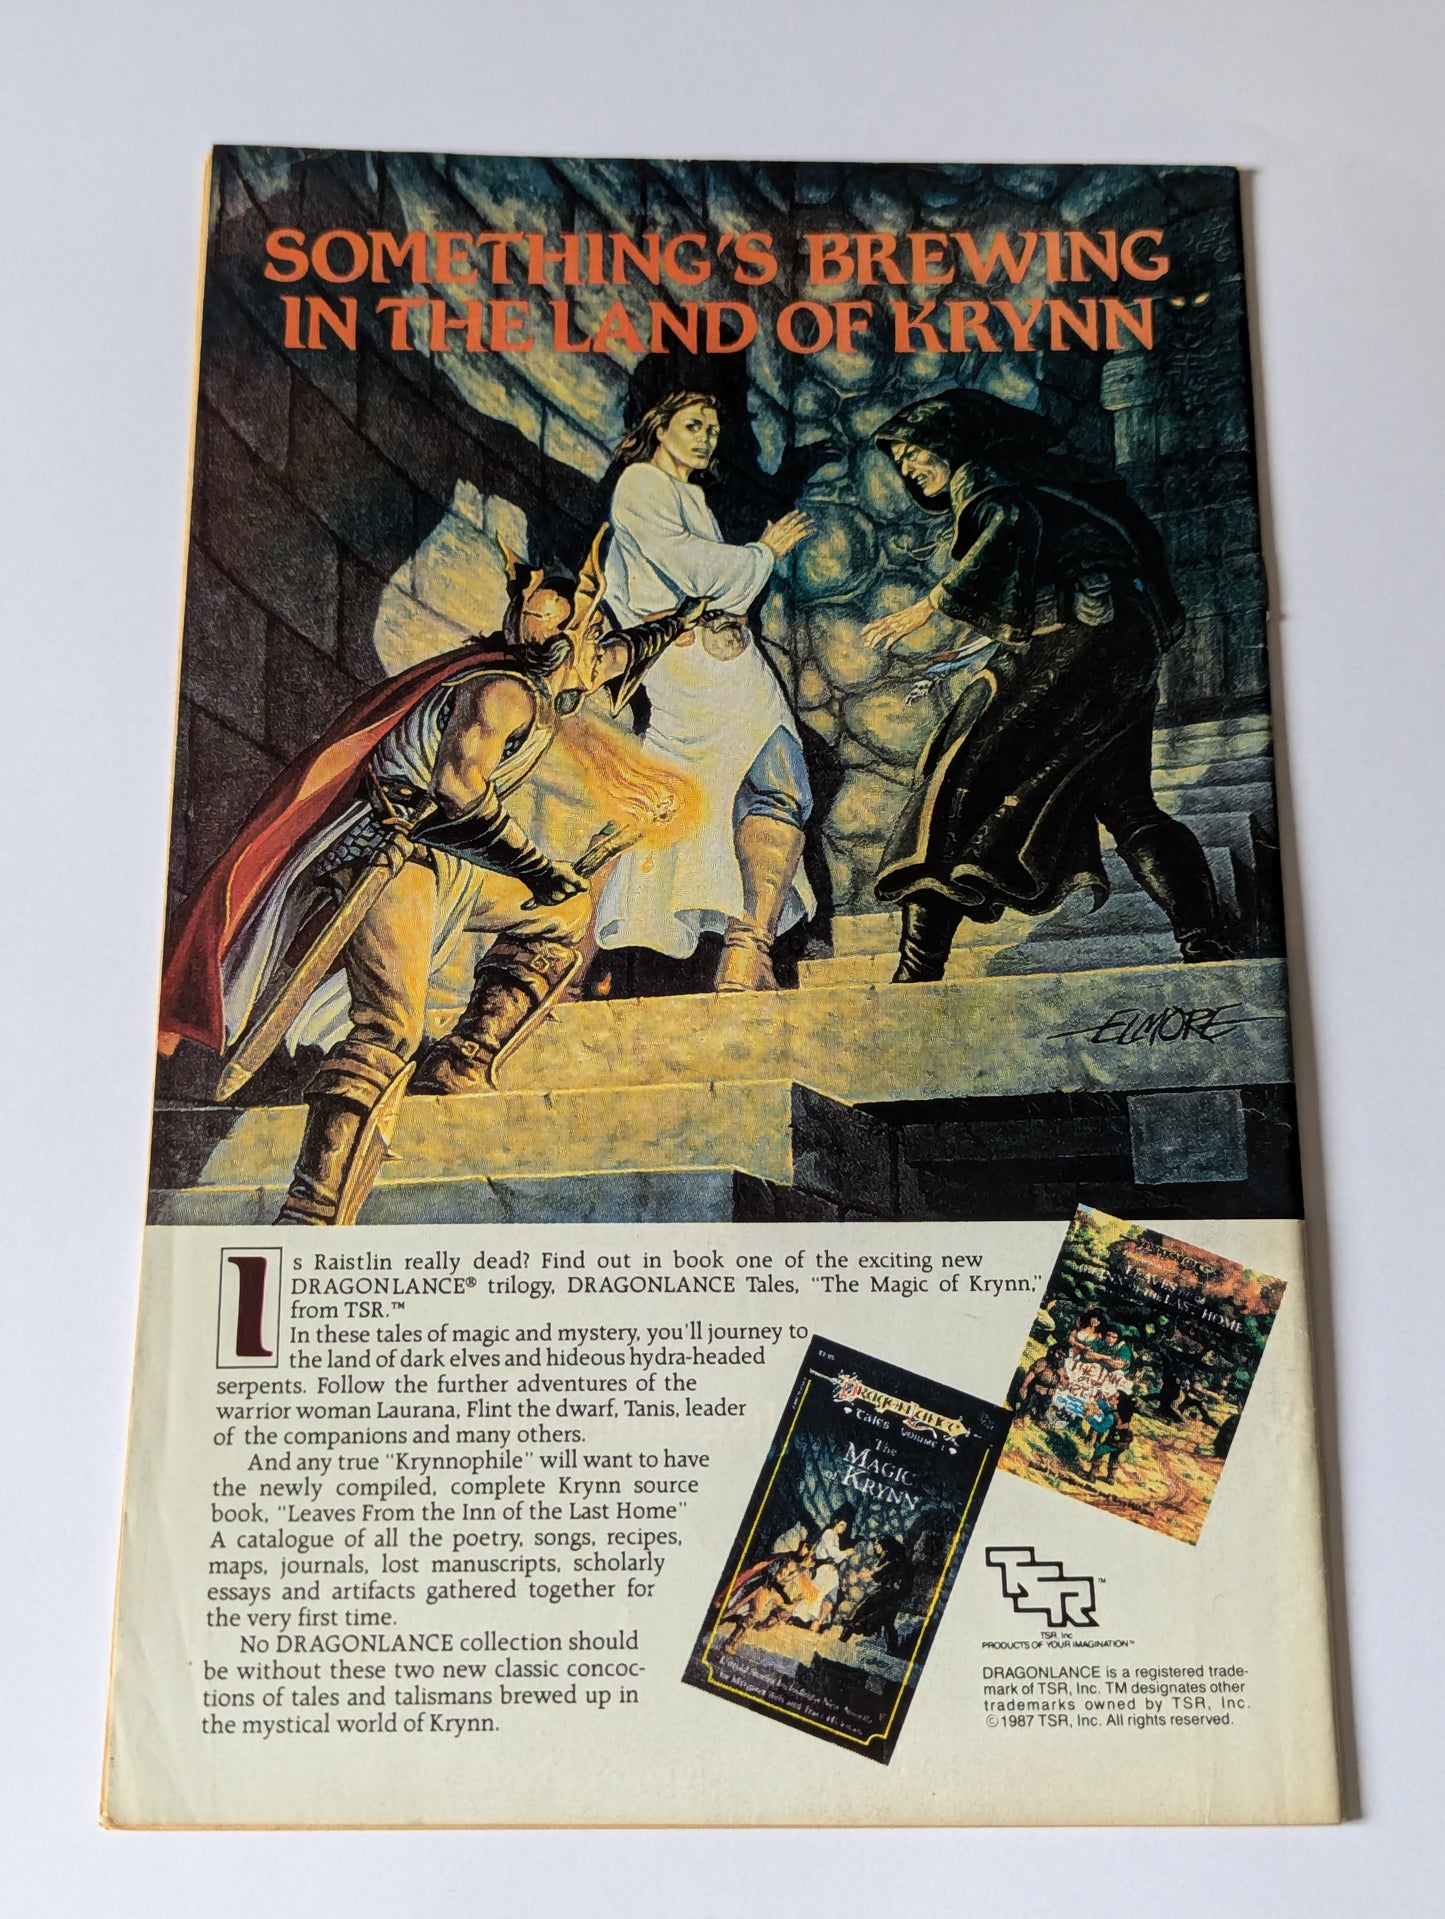 SOMETHING'S BREWING
IN THE LAND OF KRYNN
ELMORE
Is Raistlin really dead? Find out in book one of the exciting new
DRAGONLANCE® trilogy, DRAGONLANCE Tales, "The Magic of Krynn,"
from TSR.™
In these tales of magic and mystery, you'll journey to
the land of dark elves and hideous hydra-headed
serpents. Follow the further adventures of the
warrior woman Laurana, Flint the dwarf, Tanis, leader
of the companions and many others.
And any true "Krynnophile" will want to have
the newly compiled, complete Krynn source
book, "Leaves From the Inn of the Last Home"
A catalogue of all the poetry, songs, recipes,
maps, journals, lost manuscripts, scholarly
essays and artifacts gathered together for
the very first time.
No DRAGONLANCE collection should
be without these two new classic concoc-
tions of tales and talismans brewed up in
the mystical world of Krynn.
DragonLance
Tales Volume 1
The
MAGIC
of KRYNN
TSR™
TSR, Inc.
PRODUCTS OF YOUR IMAGINATION™
DRAGONLANCE is a registered trade-
mark of TSR, Inc. TM designates other
trademarks owned by TSR, Inc.
©1987 TSR, Inc. All rights reserved.